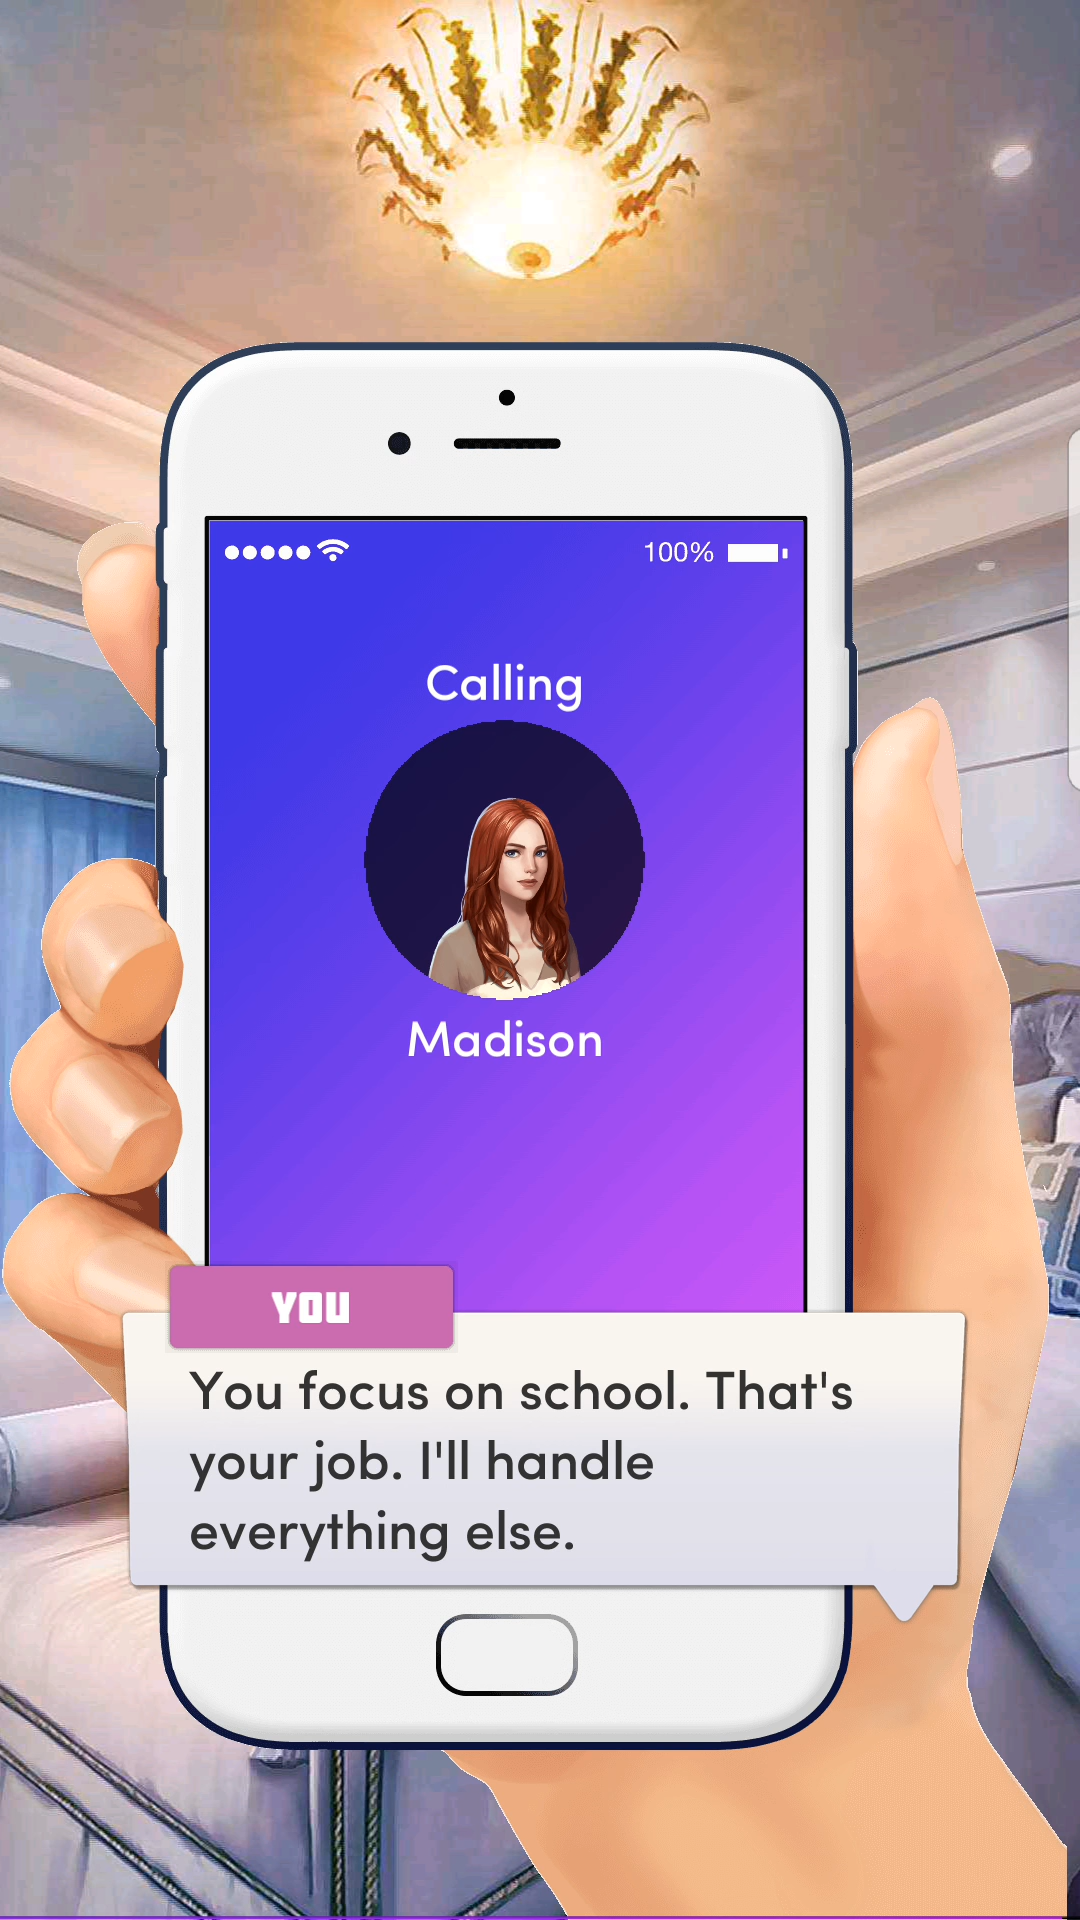 100%
Calling
Madison
YOU
You focus on school. That's
your job. I'll handle
everything else.